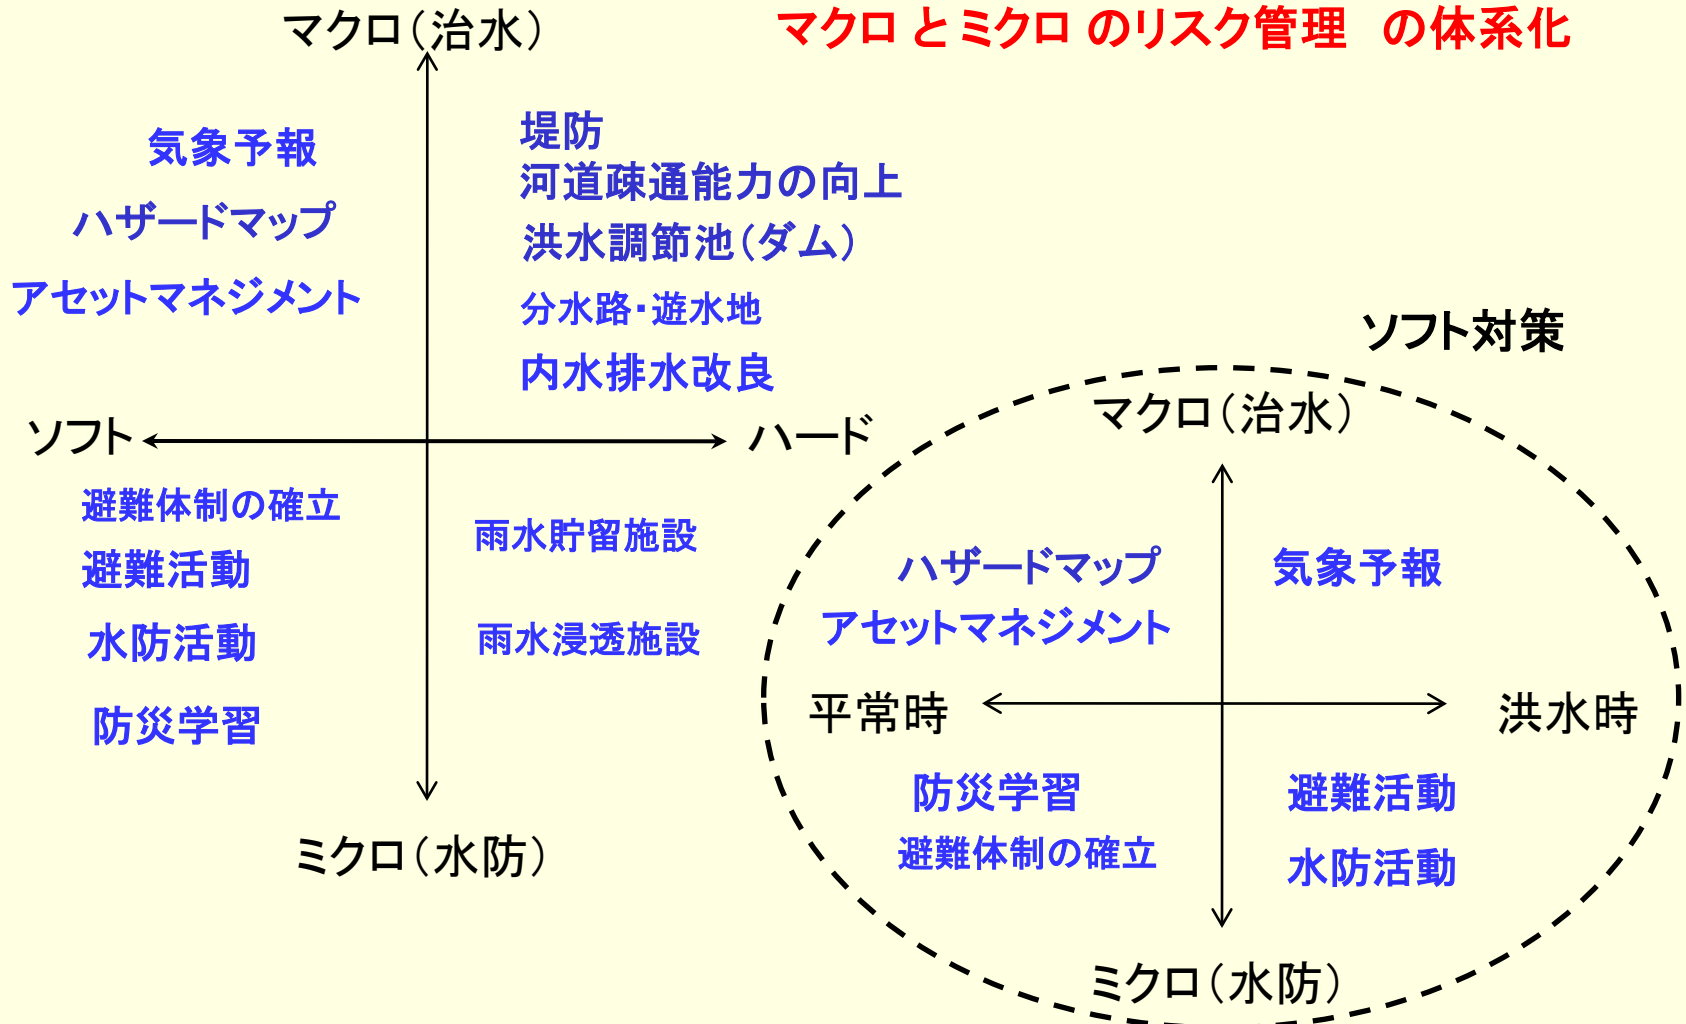 マクロ とミクロ のリスク管理　の体系化
マクロ（治水）
気象予報
ハザードマップ
アセットマネジメント
堤防
河道疎通能力の向上
洪水調節池（ダム）
分水路・遊水地
内水排水改良
ソフト
ハード
避難体制の確立
避難活動
水防活動
防災学習
雨水貯留施設
雨水浸透施設
ミクロ（水防）
ソフト対策
マクロ（治水）
ハザードマップ
アセットマネジメント
気象予報
平常時
洪水時
防災学習
避難体制の確立
避難活動
水防活動
ミクロ（水防）